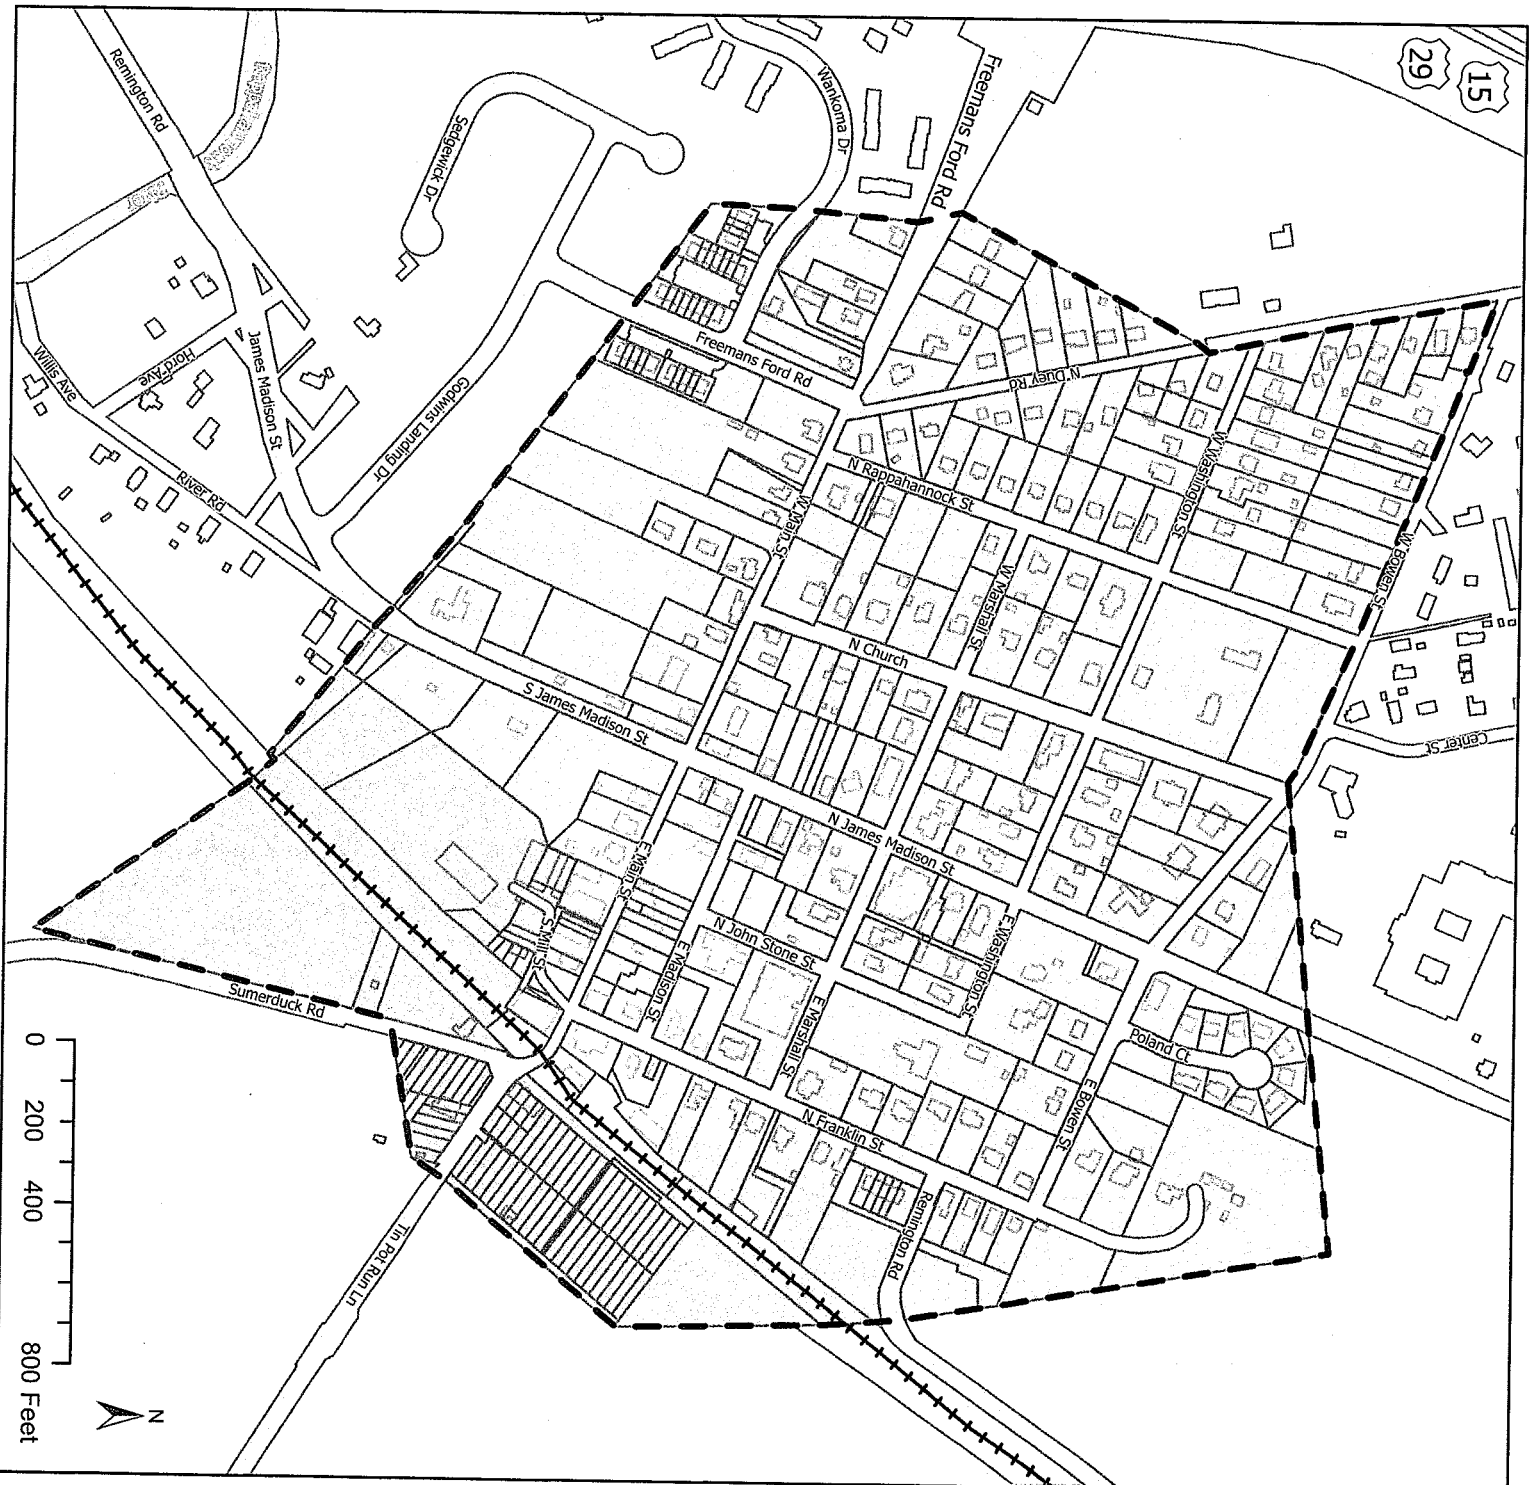 15
29
Freemans Ford Rd
Wankoma Dr
Remington Rd
Sedgewick Dr
Godwins Landing Dr
James Madison St
Hord Ave
Willis Ave
River Rd
Freemans Ford Rd
N Duey Rd
W Washington St
W Bowen St
Center St
N Rappahannock St
W Main St
W Marshall St
N Church
S James Madison St
N James Madison St
E Main St
S Mill St
E Madison St
N John Stone St
E Washington St
E Marshall St
Poland Ct
E Bowen St
N Franklin St
Remington Rd
Sumerduck Rd
Tin Pot Run Ln
0 200 400 800 Feet
N